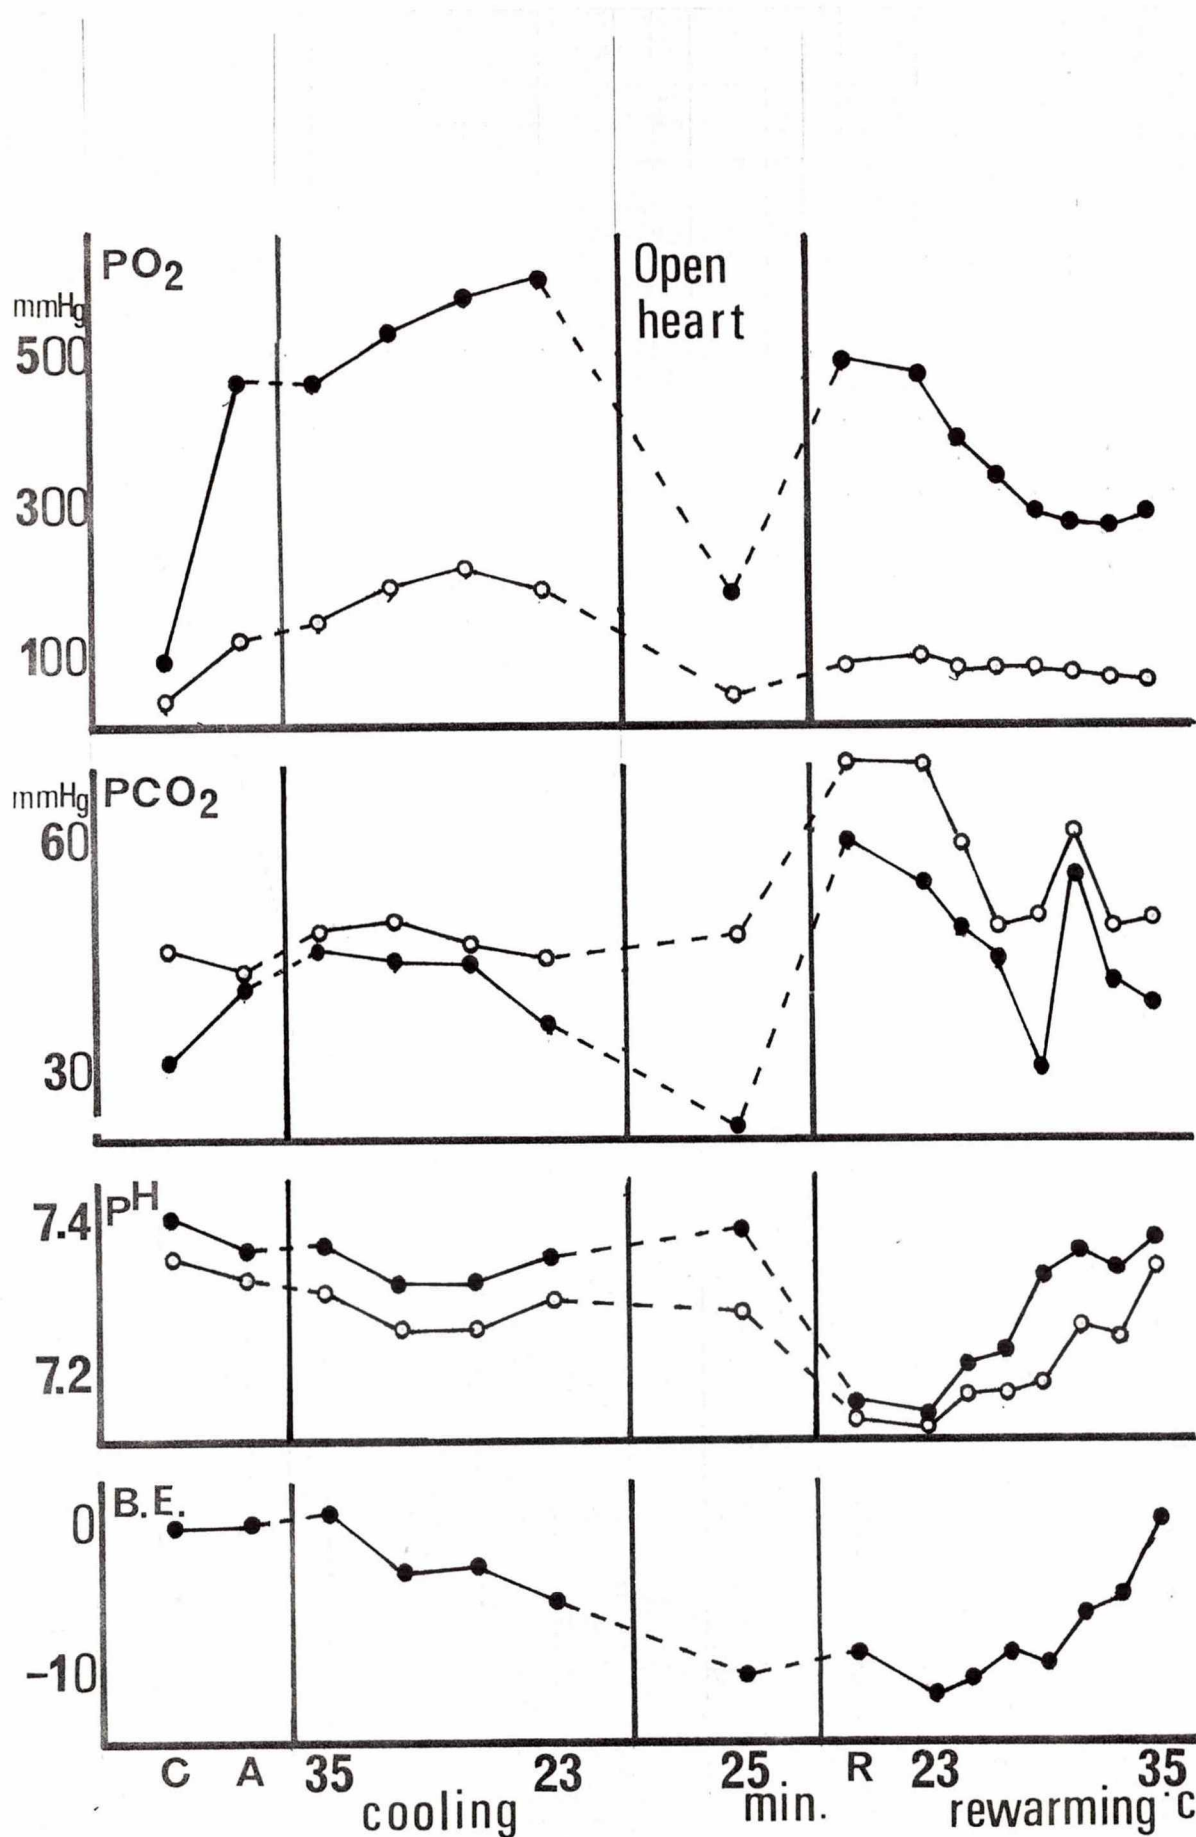 PO2
mmHg
500
300
100
Open
heart
mmHg
PCO2
60
30
PH
7.4
7.2
B.E.
0
-10
C A 35 23 25 R 23 35
cooling min. rewarming °C